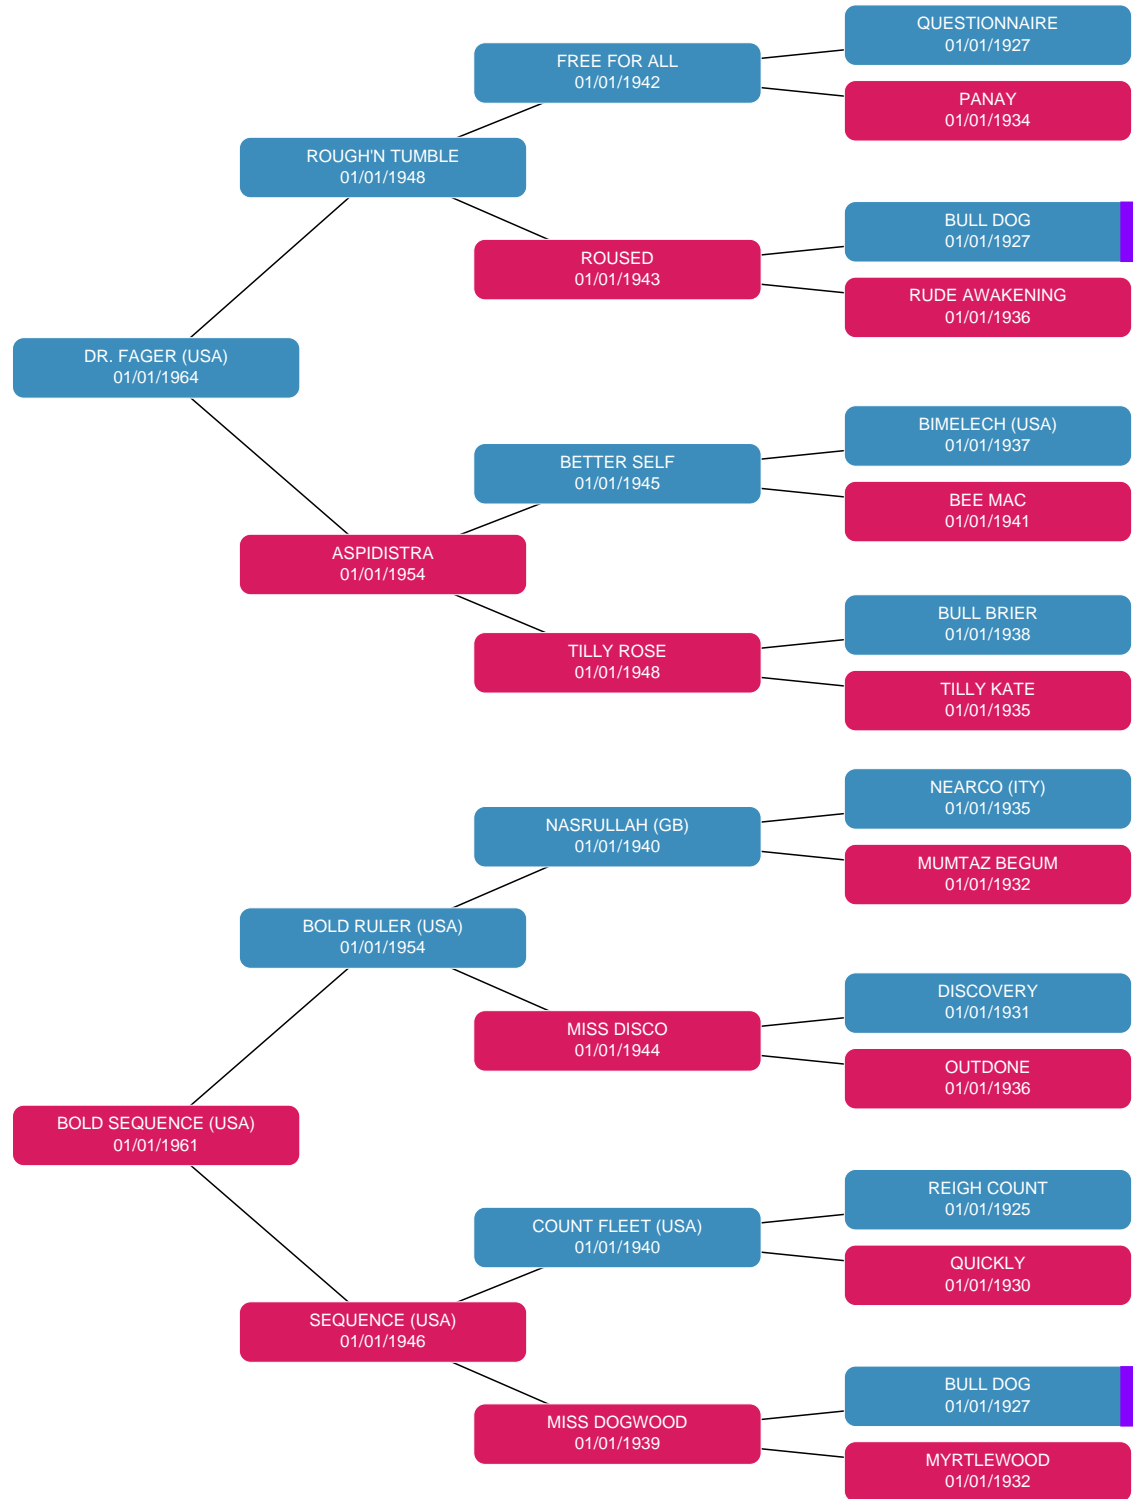 QUESTIONNAIRE
01/01/1927
FREE FOR ALL
01/01/1942
PANAY
01/01/1934
ROUGH'N TUMBLE
01/01/1948
BULL DOG
01/01/1927
ROUSED
01/01/1943
RUDE AWAKENING
01/01/1936
DR. FAGER (USA)
01/01/1964
BIMELECH (USA)
01/01/1937
BETTER SELF
01/01/1945
BEE MAC
01/01/1941
ASPIDISTRA
01/01/1954
BULL BRIER
01/01/1938
TILLY ROSE
01/01/1948
TILLY KATE
01/01/1935
NEARCO (ITY)
01/01/1935
NASRULLAH (GB)
01/01/1940
MUMTAZ BEGUM
01/01/1932
BOLD RULER (USA)
01/01/1954
DISCOVERY
01/01/1931
MISS DISCO
01/01/1944
OUTDONE
01/01/1936
BOLD SEQUENCE (USA)
01/01/1961
REIGH COUNT
01/01/1925
COUNT FLEET (USA)
01/01/1940
QUICKLY
01/01/1930
SEQUENCE (USA)
01/01/1946
BULL DOG
01/01/1927
MISS DOGWOOD
01/01/1939
MYRTLEWOOD
01/01/1932